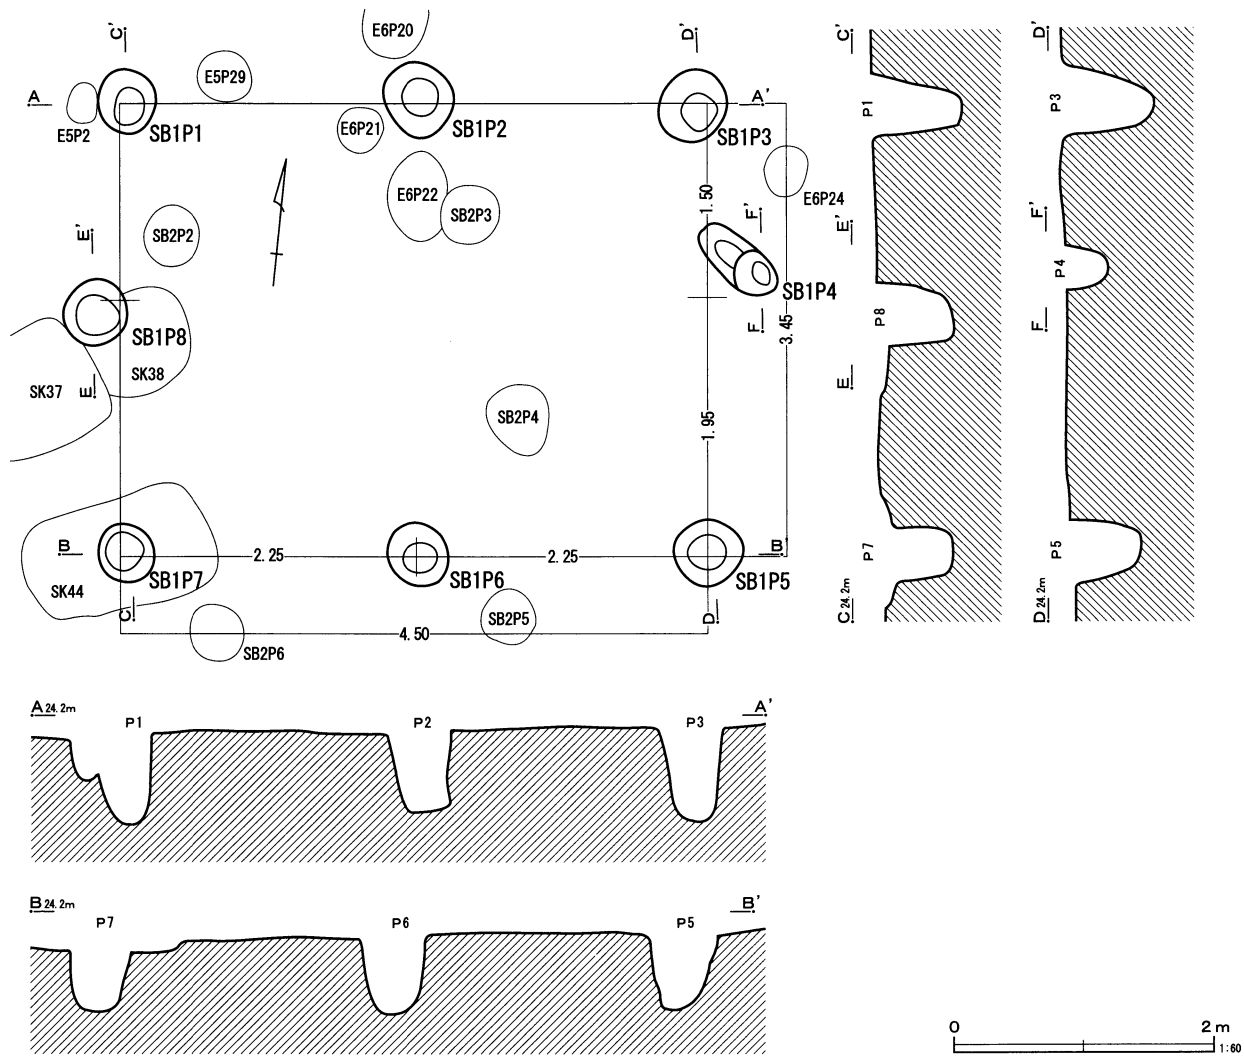 C'
D'
E6P20
E5P29
A
A'
E5P2
SB1P1
E6P21
SB1P2
SB1P3
E6P22
SB2P3
1.50
E6P24
F'
SB2P2
E'
SB1P4
SB1P8
F
3.45
SK37
E
SK38
SB2P4
1.95
B
2.25
2.25
B'
SB1P7
SB1P6
SB1P5
SK44
C
SB2P5
D
4.50
SB2P6
C'
P1
E'
P8
E
P7
C 24.2m
D'
P3
F'
P4
F
P5
D 24.2m
A 24.2m
P1
P2
P3
A'
B 24.2m
P7
P6
P5
B'
0
2 m
1:60